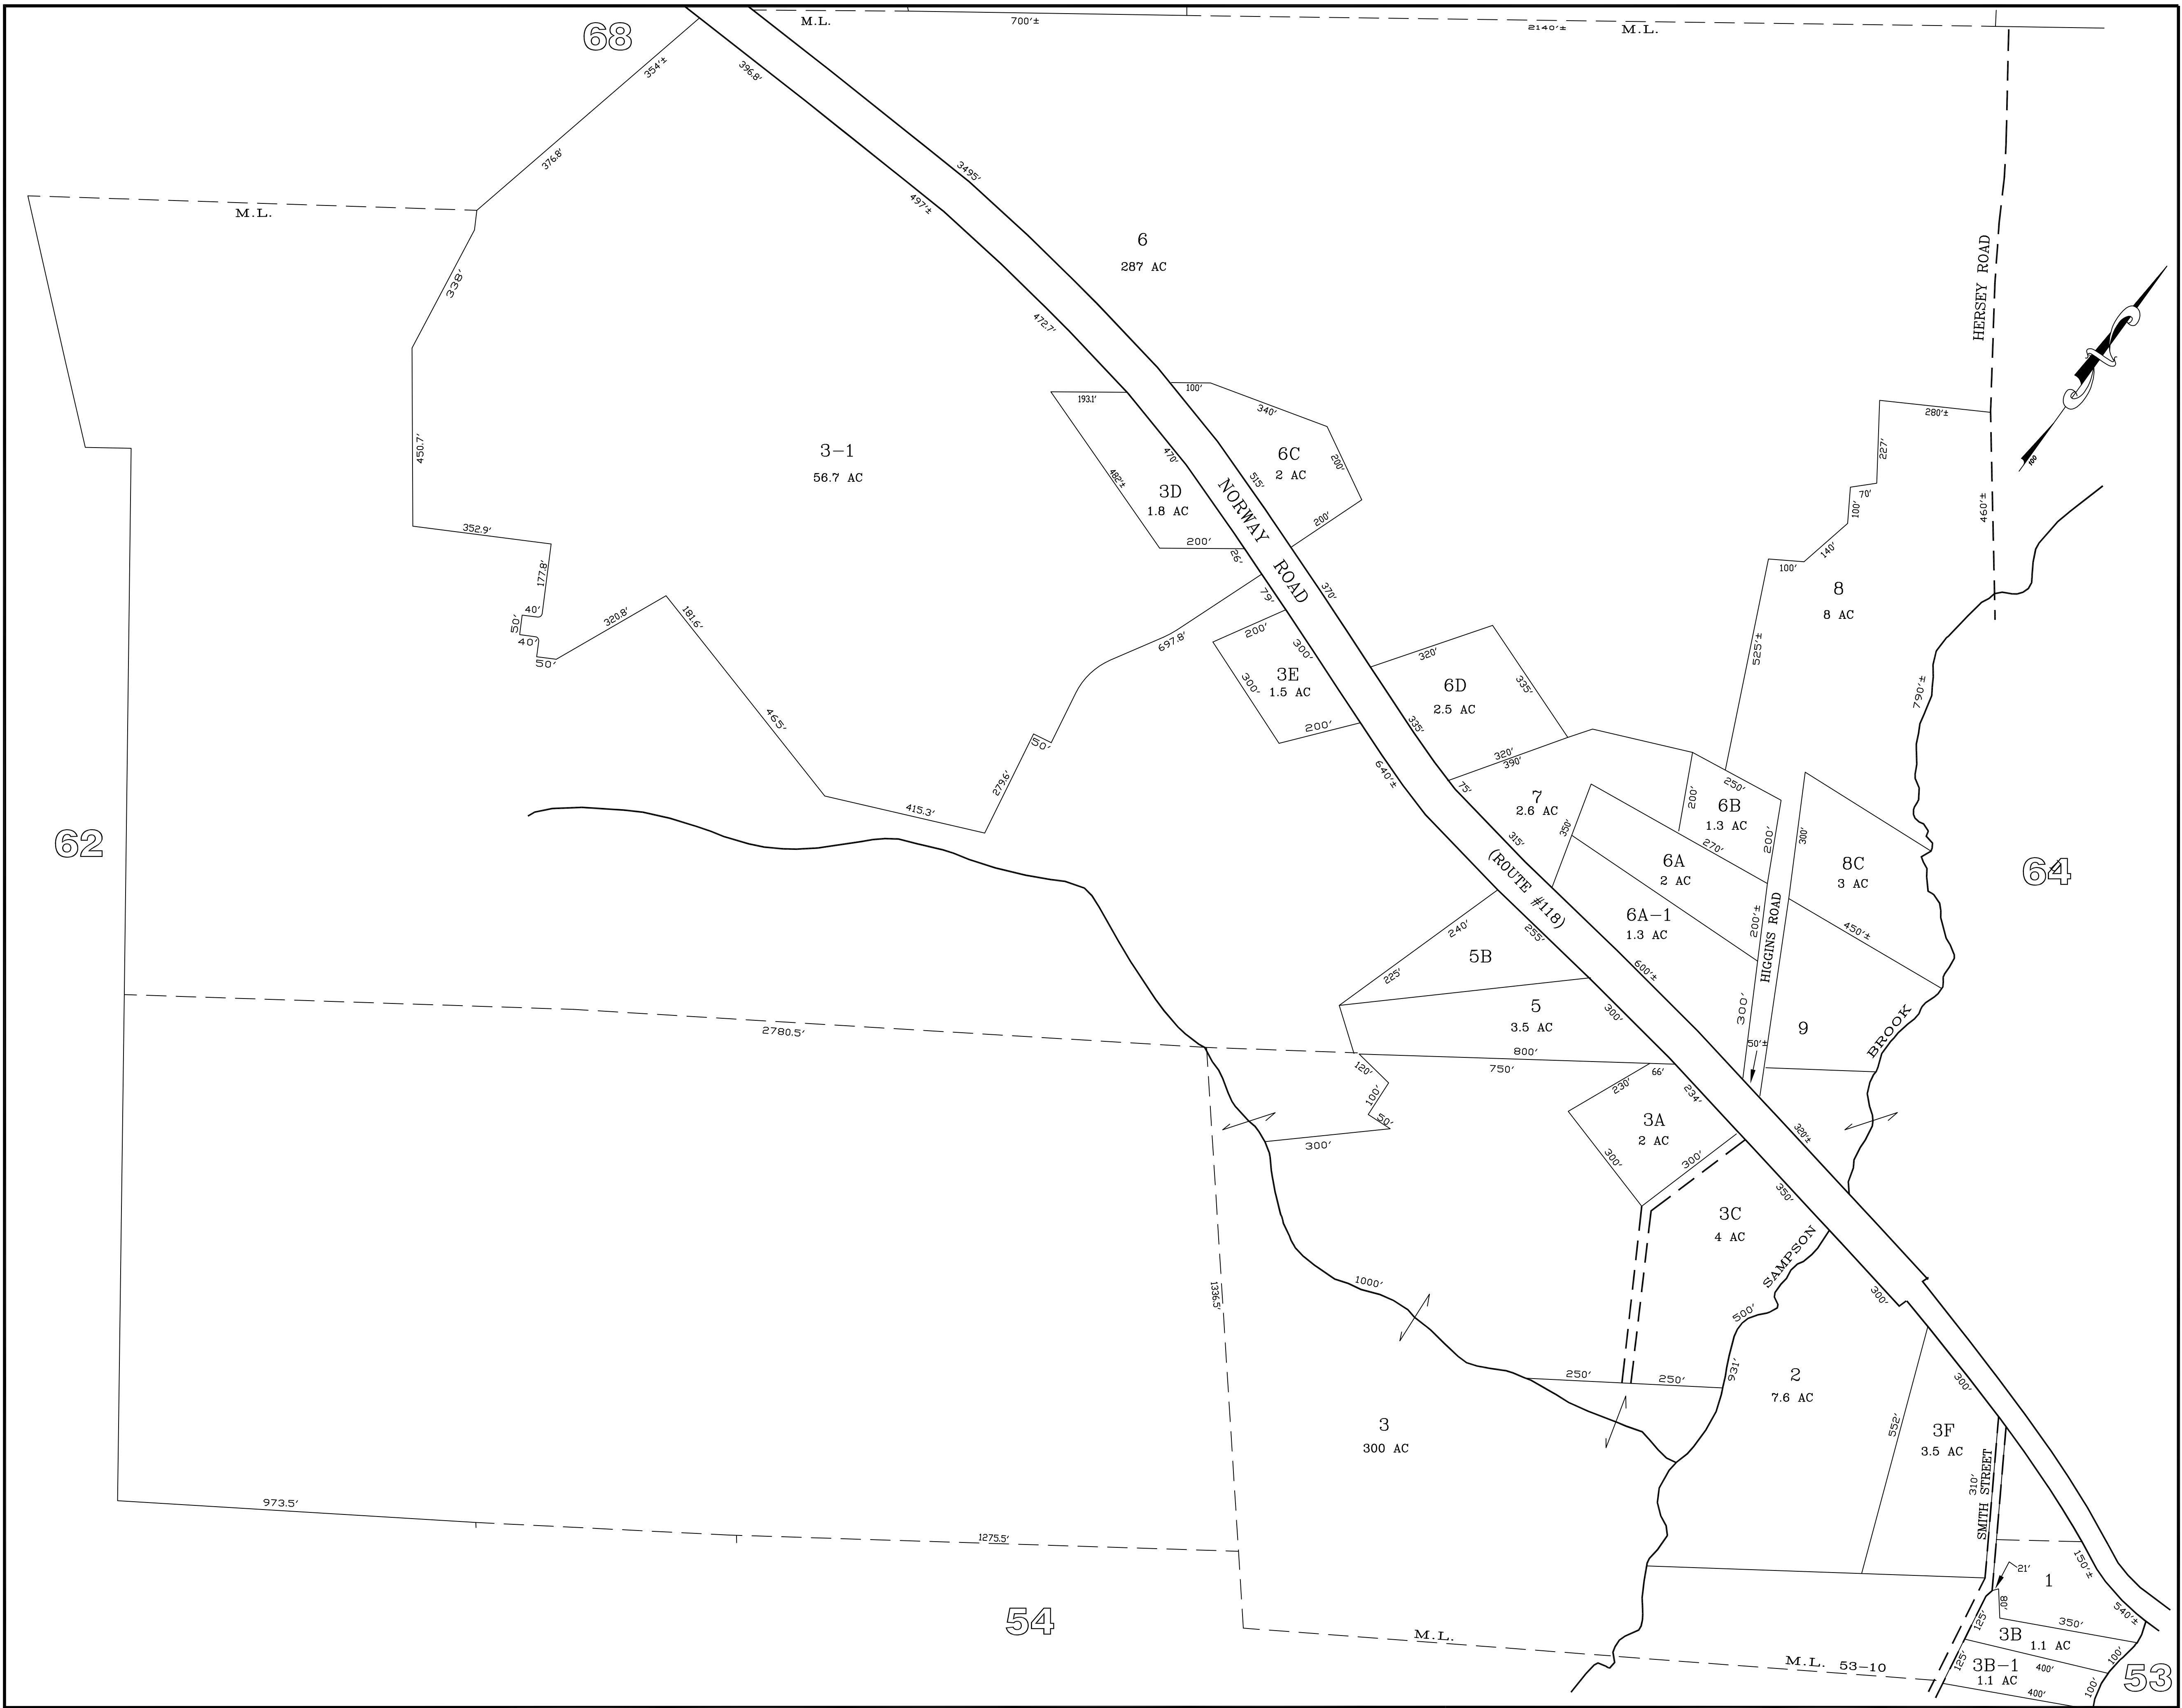 68
M.L.
700'±
2140'±
M.L.
354'±
396.8'
376.8'
3495'
497'±
M.L.
6
287 AC
HERSEY ROAD
338'
472.7'
100'
340'
193.1'
280'±
227'
450.7'
3-1
56.7 AC
470'
6C
2 AC
200'
482'±
515'
3D
1.8 AC
NORWAY ROAD
200'
100
70'
100'
460'±
352.9'
200'
26'
140'
100'
177.8'
370'
8
8 AC
79'
40'
50'
40'
50'
320.8'
181.6'
697.8'
200'
300'
320'
525'±
3E
1.5 AC
300'
6D
2.5 AC
335'
790'±
465'
200'
335'
50'
320'
390'
640'±
75'
279.6'
7
2.6 AC
250'
200'
6B
1.3 AC
415.3'
350'
315'
270'
200'
300'
62
(ROUTE #118)
6A
2 AC
8C
3 AC
64
6A-1
1.3 AC
200'±
HIGGINS ROAD
240'
255'
450'±
5B
225'
600'±
5
3.5 AC
300'
300'
9
BROOK
2780.5'
50'±
800'
750'
120'
66'
230'
234'
100'
50'
3A
2 AC
320'±
300'
300'
300'
350'
3C
4 AC
SAMPSON
1000'
1336.5'
500'
300'
250'
250'
931'
2
7.6 AC
300'
3
300 AC
552'
3F
3.5 AC
310'
SMITH STREET
973.5'
1275.5'
150'±
21'
1
80'
54
540'±
125'
350'
M.L.
3B
1.1 AC
M.L. 53-10
125'
3B-1
1.1 AC
400'
100'
400'
100'
53